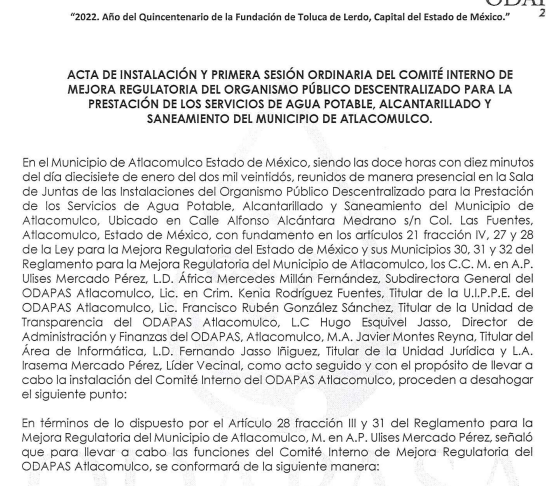 "2022. Año del Quincentenario de la Fundación de Toluca de Lerdo, Capital del Estado de México."
ACTA DE INSTALACIÓN Y PRIMERA SESIÓN ORDINARIA DEL COMITÉ INTERNO DE
MEJORA REGULATORIA DEL ORGANISMO PÚBLICO DESCENTRALIZADO PARA LA
PRESTACIÓN DE LOS SERVICIOS DE AGUA POTABLE, ALCANTARILLADO Y
SANEAMIENTO DEL MUNICIPIO DE ATLACOMULCO.
En el Municipio de Atlacomulco Estado de México, siendo las doce horas con diez minutos
del día diecisiete de enero del dos mil veintidós, reunidos de manera presencial en la Sala
de Juntas de las Instalaciones del Organismo Público Descentralizado para la Prestación
de los Servicios de Agua Potable, Alcantarillado y Saneamiento del Municipio de
Atlacomulco, Ubicado en Calle Alfonso Alcántara Medrano s/n Col. Las Fuentes,
Atlacomulco, Estado de México, con fundamento en los artículos 21 fracción IV, 27 y 28
de la Ley para la Mejora Regulatoria del Estado de México y sus Municipios 30, 31 y 32 del
Reglamento para la Mejora Regulatoria del Municipio de Atlacomulco, los C.C. M. en A.P.
Ulises Mercado Pérez, L.D. África Mercedes Millán Fernández, Subdirectora General del
ODAPAS Atlacomulco, Lic. en Crim. Kenia Rodríguez Fuentes, Titular de la U.I.P.P.E. del
ODAPAS Atlacomulco, Lic. Francisco Rubén González Sánchez, Titular de la Unidad de
Transparencia del ODAPAS Atlacomulco, L.C Hugo Esquivel Jasso, Director de
Administración y Finanzas del ODAPAS, Atlacomulco, M.A. Javier Montes Reyna, Titular del
Área de Informática, L.D. Fernando Jasso Iñiguez, Titular de la Unidad Jurídica y L.A.
Irasema Mercado Pérez, Líder Vecinal, como acto seguido y con el propósito de llevar a
cabo la instalación del Comité Interno del ODAPAS Atlacomulco, proceden a desahogar
el siguiente punto:
En términos de lo dispuesto por el Artículo 28 fracción III y 31 del Reglamento para la
Mejora Regulatoria del Municipio de Atlacomulco, M. en A.P. Ulises Mercado Pérez, señaló
que para llevar a cabo las funciones del Comité Interno de Mejora Regulatoria del
ODAPAS Atlacomulco, se conformará de la siguiente manera: